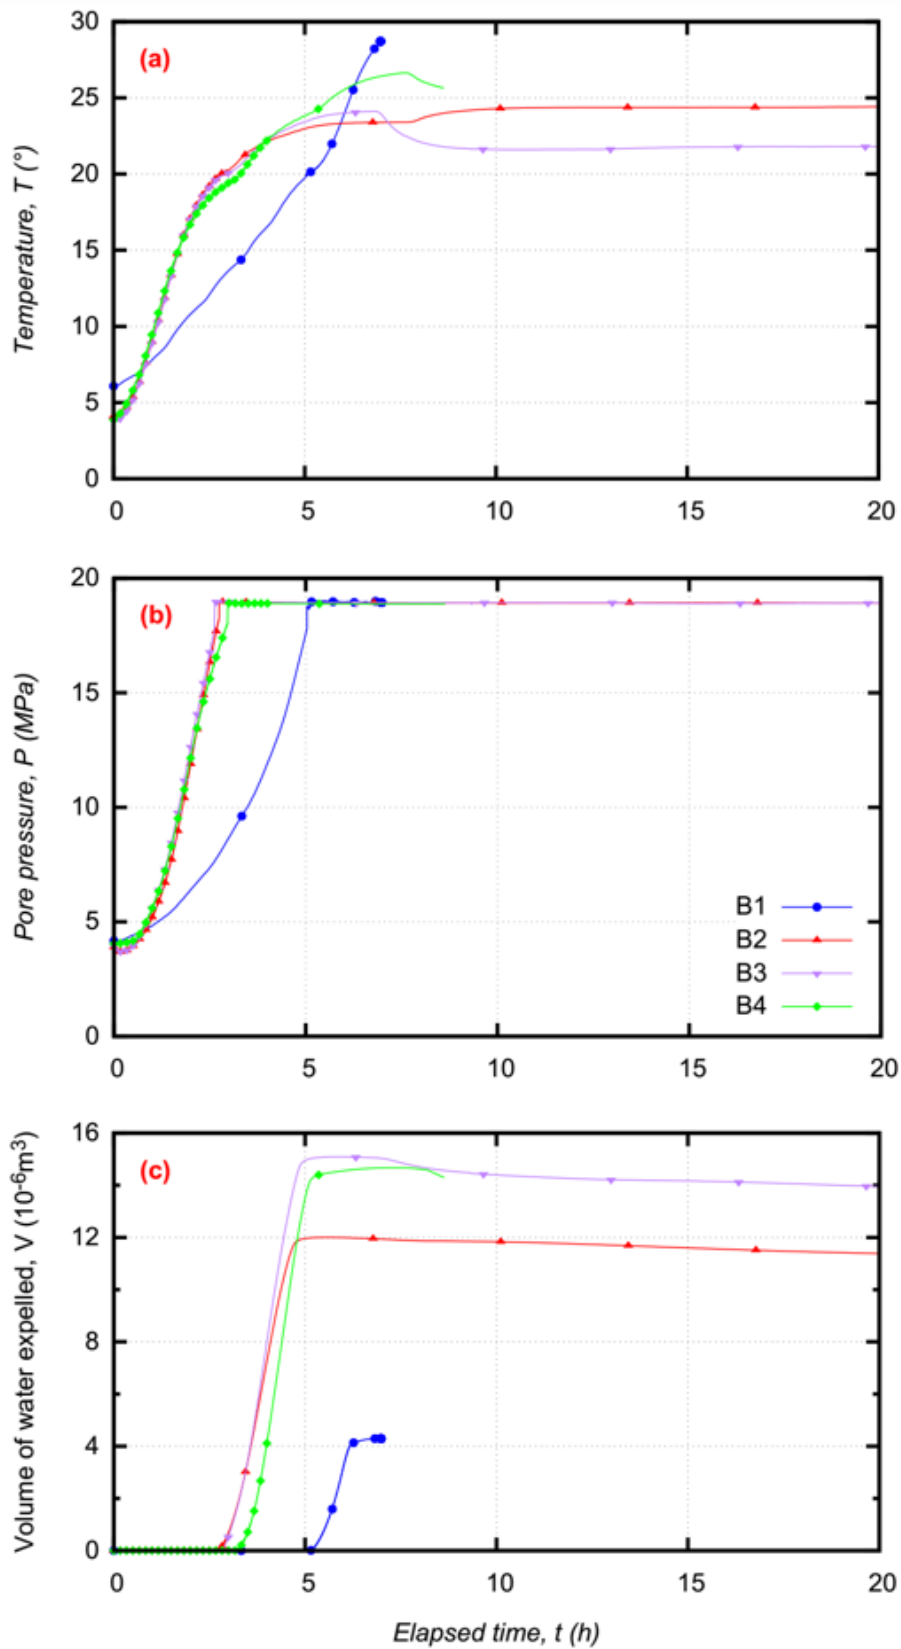 30
(a)
25
20
15
10
5
0
Temperature, T (°)
0 5 10 15 20
20
(b)
15
10
5
0
Pore pressure, P (MPa)
B1
B2
B3
B4
0 5 10 15 20
16
(c)
12
8
4
0
Volume of water expelled, V (10⁻⁶m³)
0 5 10 15 20
Elapsed time, t (h)